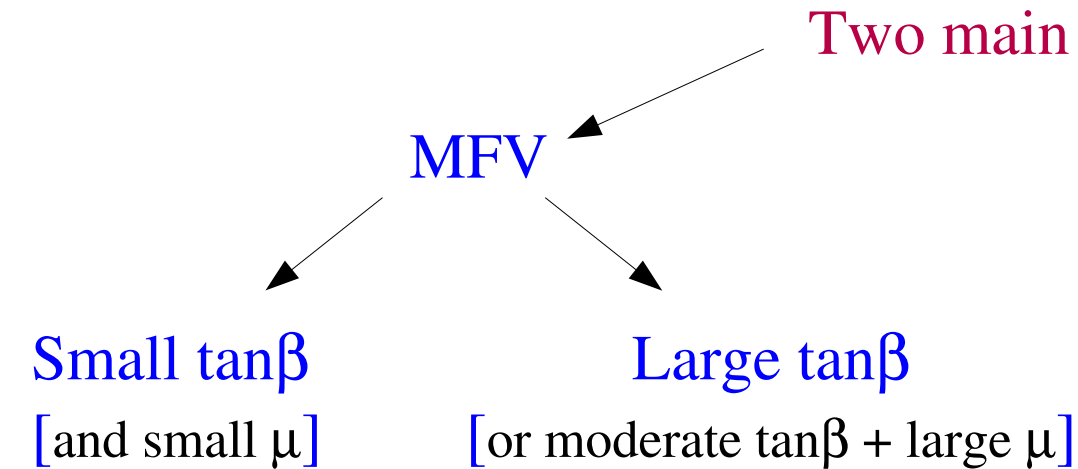 Two main
MFV
Small tanβ
Large tanβ
[and small μ]
[or moderate tanβ + large μ]